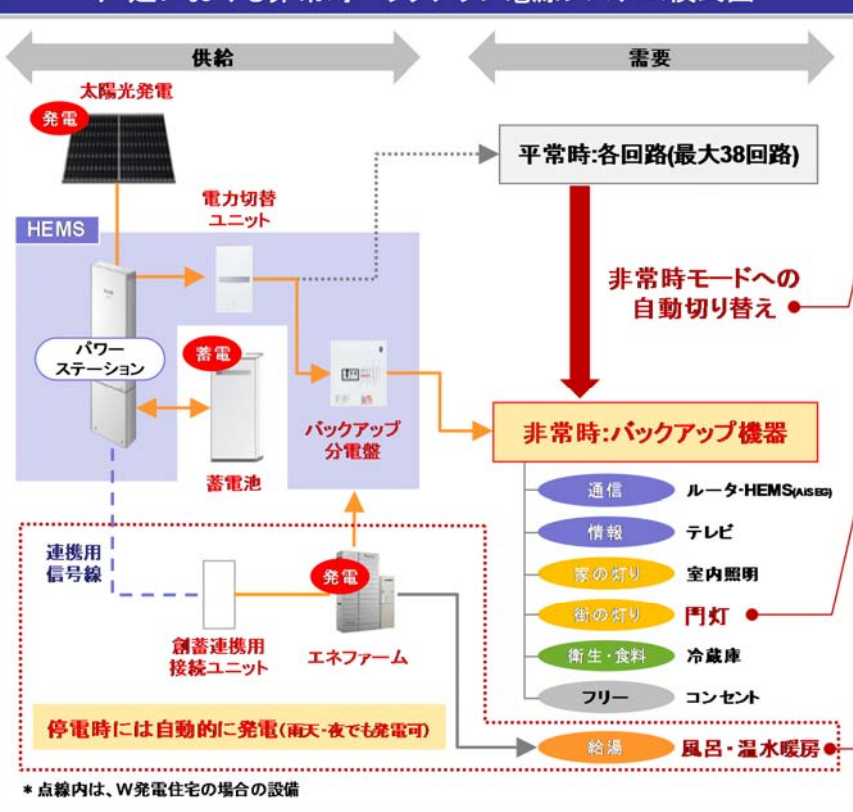 供給
需要
太陽光発電
発電
平常時:各回路(最大38回路)
電力切替
ユニット
HEMS
非常時モードへの
自動切り替え
パワー
ステーション
蓄電
バックアップ
分電盤
非常時:バックアップ機器
蓄電池
通信 ルータ・HEMS(AiSEG)
情報 テレビ
連携用
信号線
発電
家の灯り 室内照明
街の灯り 門灯
創蓄連携用
接続ユニット
エネファーム
衛生・食料 冷蔵庫
フリー コンセント
停電時には自動的に発電(雨天・夜でも発電可)
給湯 風呂・温水暖房
* 点線内は、W発電住宅の場合の設備